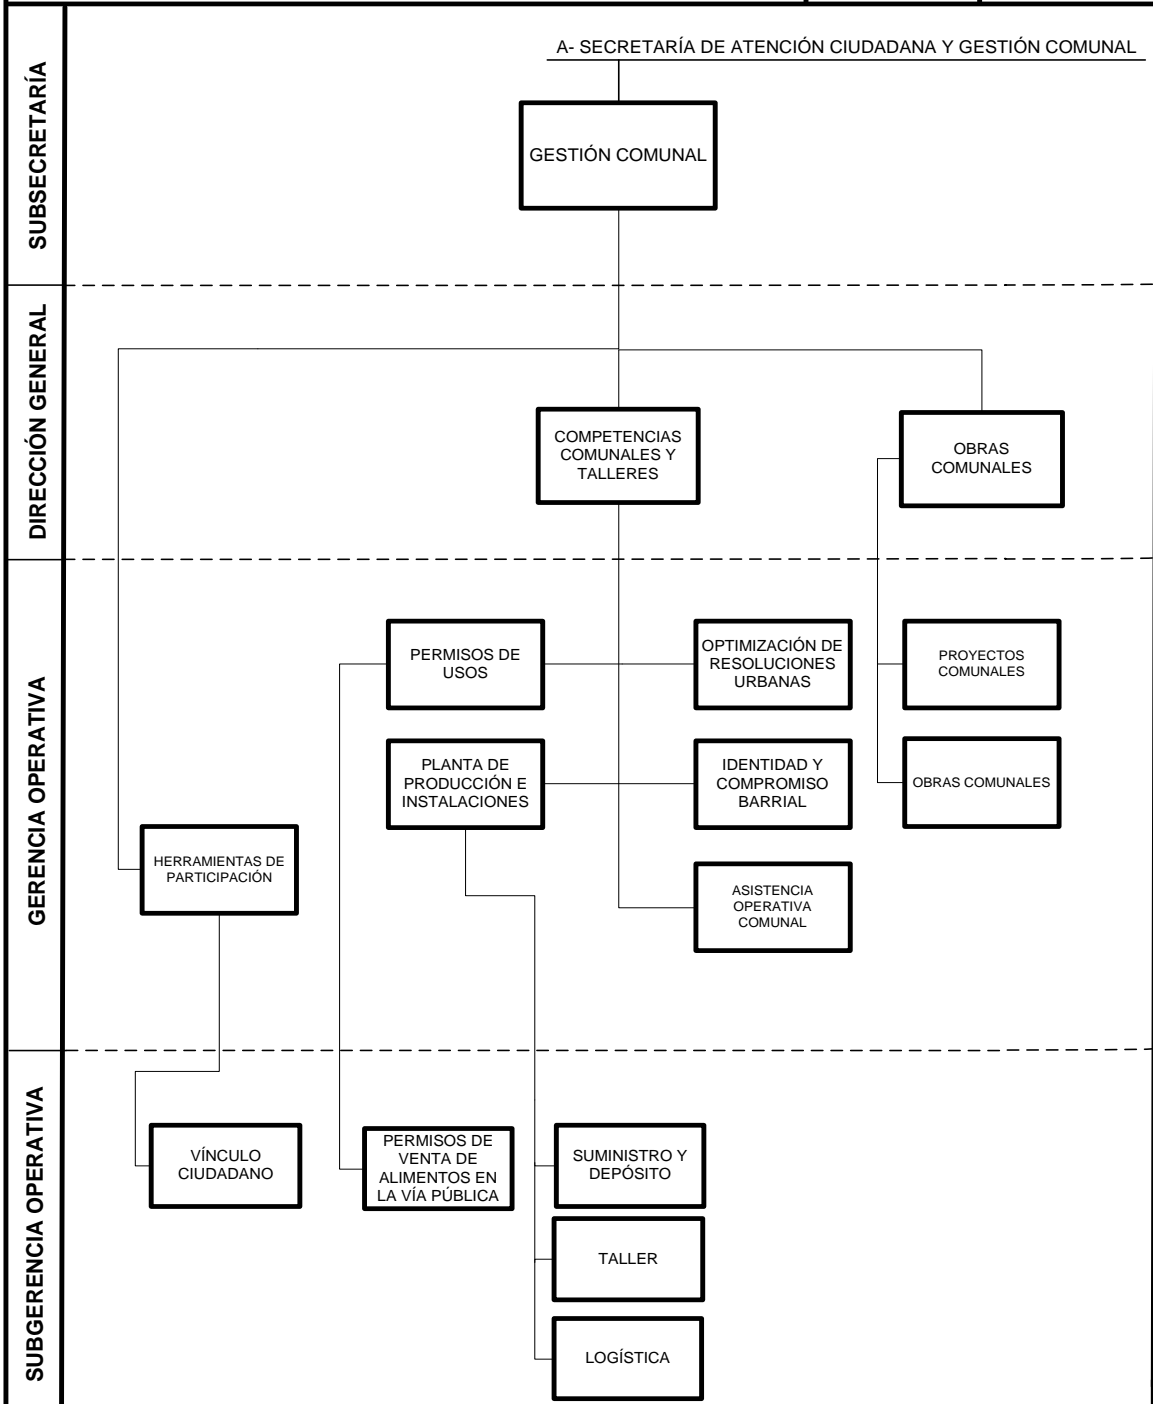 A- SECRETARÍA DE ATENCIÓN CIUDADANA Y GESTIÓN COMUNAL
SUBSECRETARÍA
GESTIÓN COMUNAL
DIRECCIÓN GENERAL
COMPETENCIAS
COMUNALES Y
TALLERES
OBRAS
COMUNALES
GERENCIA OPERATIVA
PERMISOS DE
USOS
OPTIMIZACIÓN DE
RESOLUCIONES
URBANAS
PROYECTOS
COMUNALES
PLANTA DE
PRODUCCIÓN E
INSTALACIONES
IDENTIDAD Y
COMPROMISO
BARRIAL
OBRAS COMUNALES
HERRAMIENTAS DE
PARTICIPACIÓN
ASISTENCIA
OPERATIVA
COMUNAL
SUBGERENCIA OPERATIVA
VÍNCULO
CIUDADANO
PERMISOS DE
VENTA DE
ALIMENTOS EN
LA VÍA PÚBLICA
SUMINISTRO Y
DEPÓSITO
TALLER
LOGÍSTICA